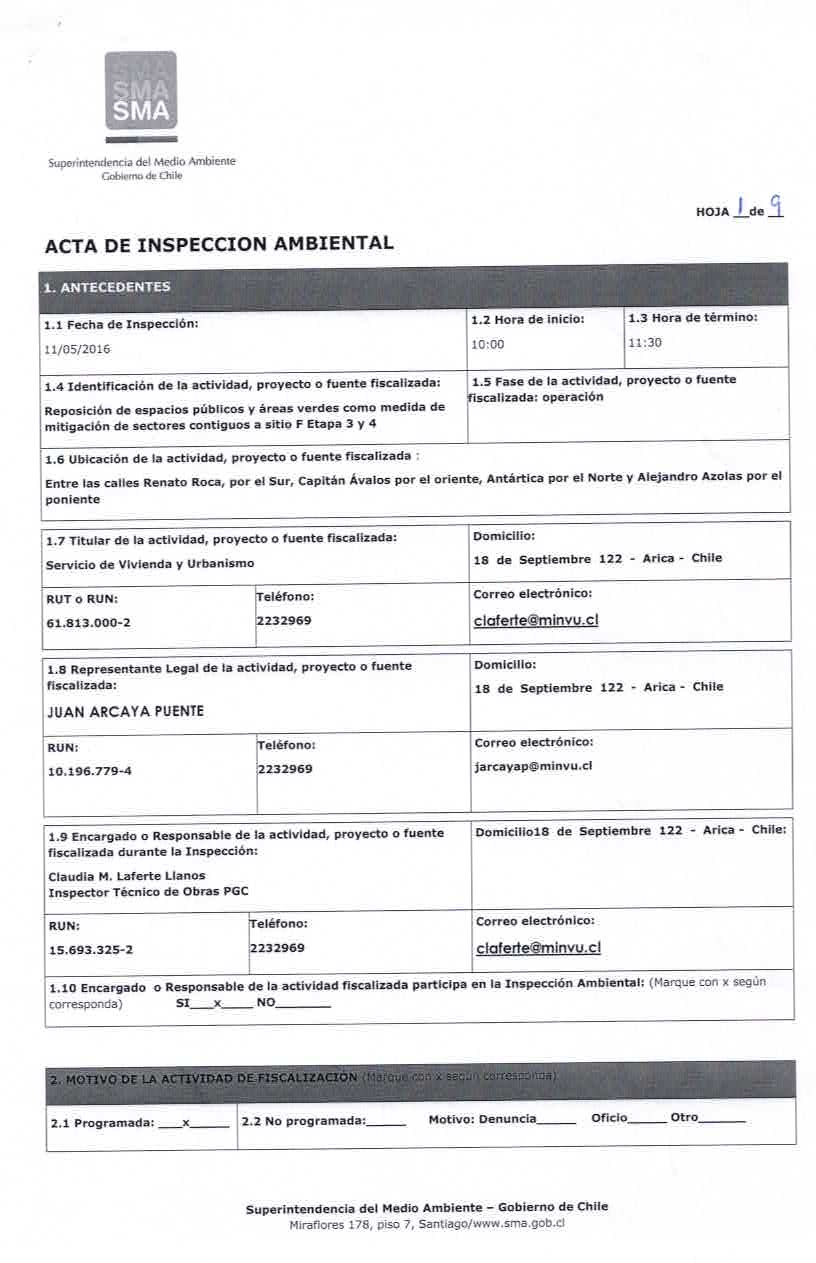 SMA
SMA
SMA
Superintendencia del Medio Ambiente
Gobierno de Chile
HOJA 1 de 9
ACTA DE INSPECCION AMBIENTAL
1. ANTECEDENTES
1.1 Fecha de Inspección:
11/05/2016
1.2 Hora de inicio:
10:00
1.3 Hora de término:
11:30
1.4 Identificación de la actividad, proyecto o fuente fiscalizada:
Reposición de espacios públicos y áreas verdes como medida de
mitigación de sectores contiguos a sitio F Etapa 3 y 4
1.5 Fase de la actividad, proyecto o fuente
fiscalizada: operación
1.6 Ubicación de la actividad, proyecto o fuente fiscalizada :
Entre las calles Renato Roca, por el Sur, Capitán Ávalos por el oriente, Antártica por el Norte y Alejandro Azolas por el
poniente
1.7 Titular de la actividad, proyecto o fuente fiscalizada:
Servicio de Vivienda y Urbanismo
Domicilio:
18 de Septiembre 122 - Arica - Chile
RUT o RUN:
61.813.000-2
Teléfono:
2232969
Correo electrónico:
claferte@minvu.cl
1.8 Representante Legal de la actividad, proyecto o fuente
fiscalizada:
JUAN ARCAYA PUENTE
Domicilio:
18 de Septiembre 122 - Arica - Chile
RUN:
10.196.779-4
Teléfono:
2232969
Correo electrónico:
jarcayap@minvu.cl
1.9 Encargado o Responsable de la actividad, proyecto o fuente
fiscalizada durante la Inspección:
Claudia M. Laferte Llanos
Inspector Técnico de Obras PGC
Domicilio18 de Septiembre 122 - Arica - Chile:
RUN:
15.693.325-2
Teléfono:
2232969
Correo electrónico:
claferte@minvu.cl
1.10 Encargado o Responsable de la actividad fiscalizada participa en la Inspección Ambiental: (Marque con x según
corresponda) SI___x____ NO_______
2. MOTIVO DE LA ACTIVIDAD DE FISCALIZACIÓN (Marque con x según corresponda)
2.1 Programada: ___x_____
2.2 No programada:______ Motivo: Denuncia______ Oficio______ Otro_______
Superintendencia del Medio Ambiente – Gobierno de Chile
Miraflores 178, piso 7, Santiago/www.sma.gob.cl